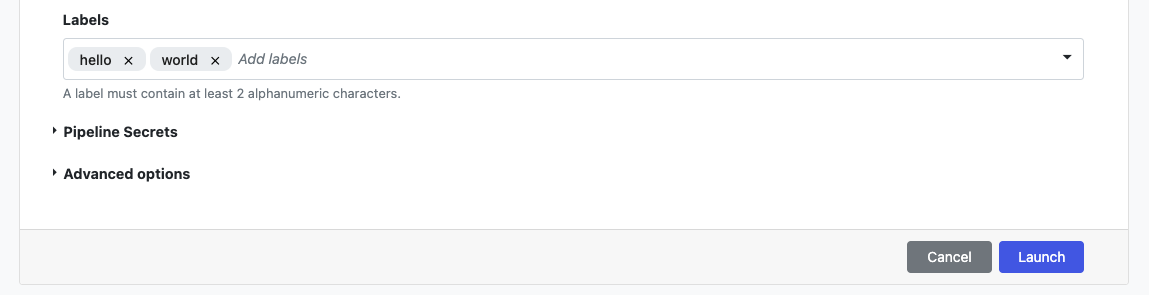 Labels
hello × world × Add labels
A label must contain at least 2 alphanumeric characters.
Pipeline Secrets
Advanced options
Cancel Launch